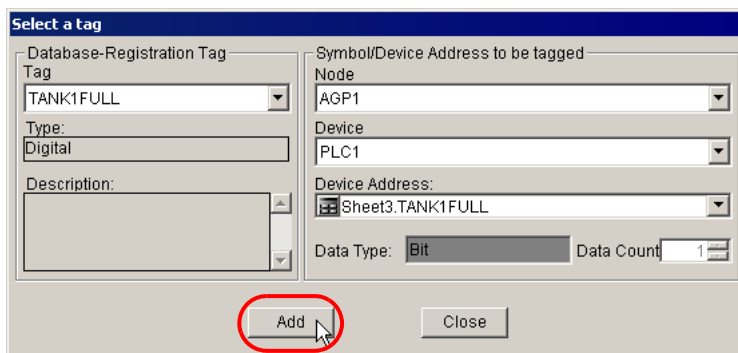 Select a tag
Database-Registration Tag
Tag
TANK1FULL
Type:
Digital
Description:
Symbol/Device Address to be tagged
Node
AGP1
Device
PLC1
Device Address:
Sheet3.TANK1FULL
Data Type: Bit Data Count 1
Add Close